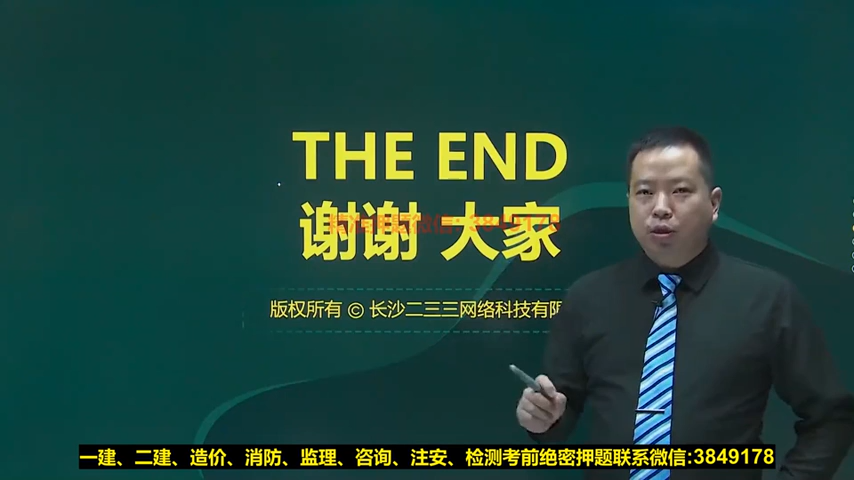 THE END
谢谢 大家
版权所有 © 长沙二三三网络科技有限
一建、二建、造价、消防、监理、咨询、注安、检测考前绝密押题联系微信:3849178